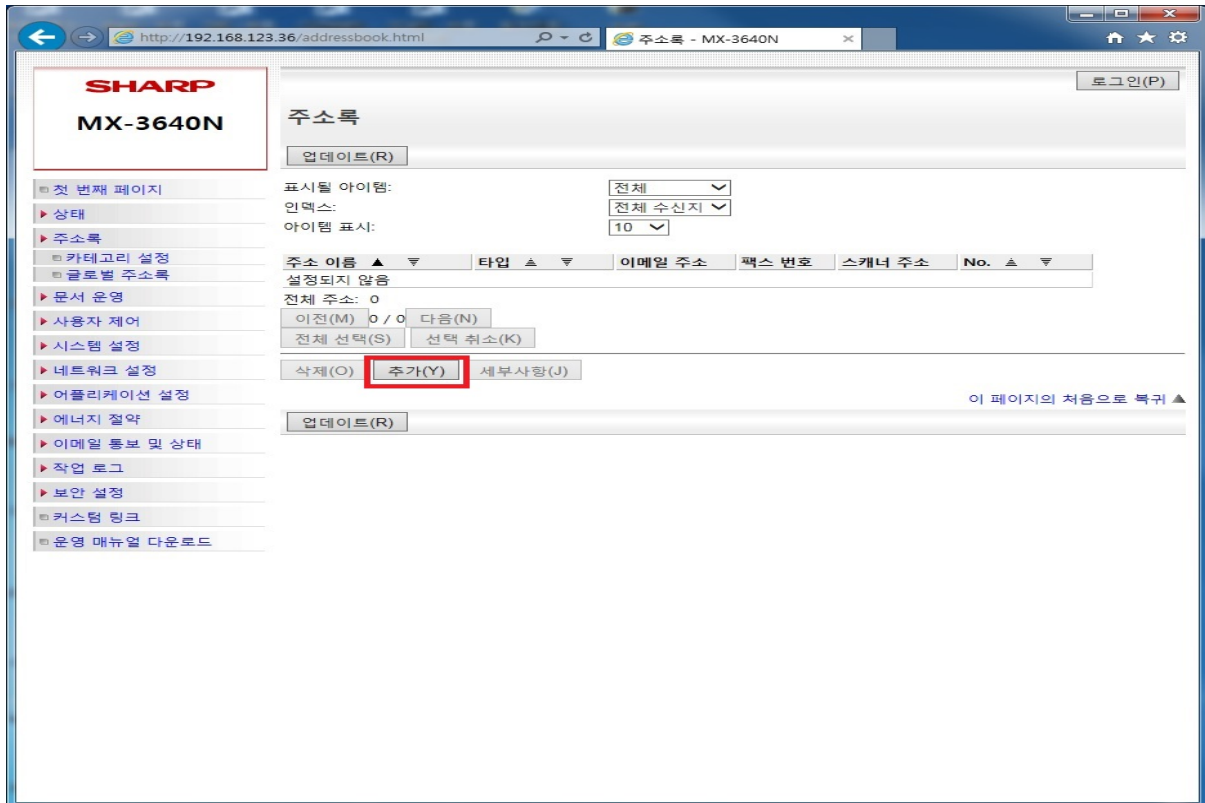 http://192.168.123.36/addressbook.html
주소록 - MX-3640N
SHARP
MX-3640N
로그인(P)
주소록
업데이트(R)
첫 번째 페이지
상태
주소록
카테고리 설정
글로벌 주소록
문서 운영
사용자 제어
시스템 설정
네트워크 설정
어플리케이션 설정
에너지 절약
이메일 통보 및 상태
작업 로그
보안 설정
커스텀 링크
운영 매뉴얼 다운로드
표시될 아이템: 전체
인덱스: 전체 수신지
아이템 표시: 10
주소 이름 ▲ ▼ 타입 ▲ ▼ 이메일 주소 팩스 번호 스캐너 주소 No. ▲ ▼
설정되지 않음
전체 주소: 0
이전(M) 0 / 0 다음(N)
전체 선택(S) 선택 취소(K)
삭제(O) 추가(Y) 세부사항(J)
이 페이지의 처음으로 복귀 ▲
업데이트(R)